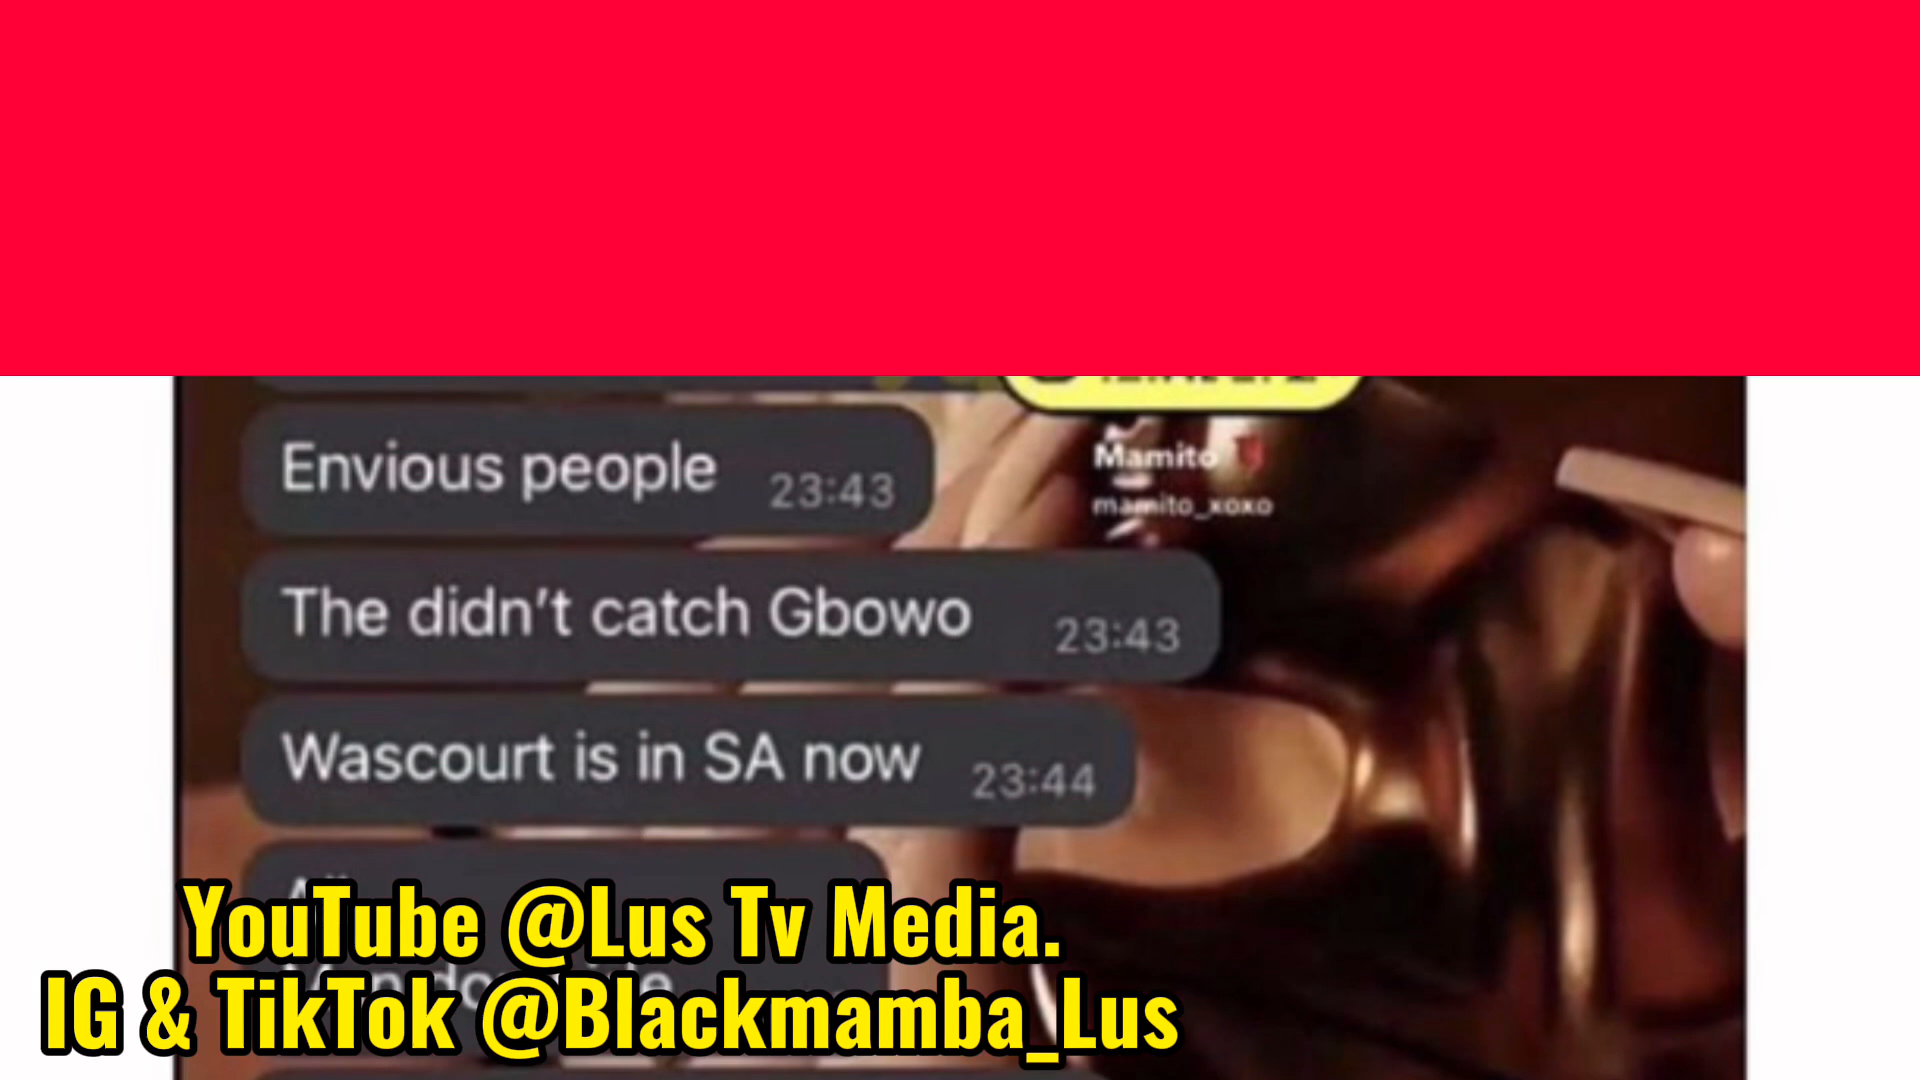 Envious people 23:43
Mamito
mamito_xoxo
The didn't catch Gbowo 23:43
Wascourt is in SA now 23:44
YouTube @Lus Tv Media.
IG & TikTok @Blackmamba_Lus